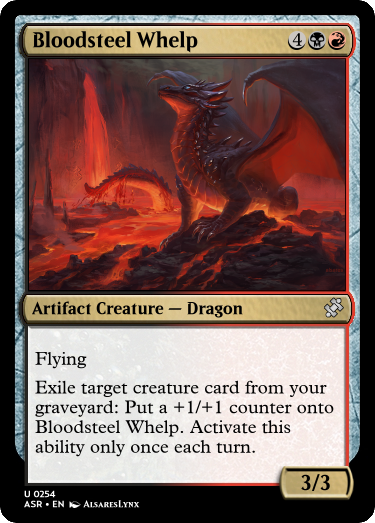 Bloodsteel Whelp 4
Artifact Creature — Dragon
Flying
Exile target creature card from your
graveyard: Put a +1/+1 counter onto
Bloodsteel Whelp. Activate this
ability only once each turn.
3/3
U 0254
ASR • EN AlsaresLynx